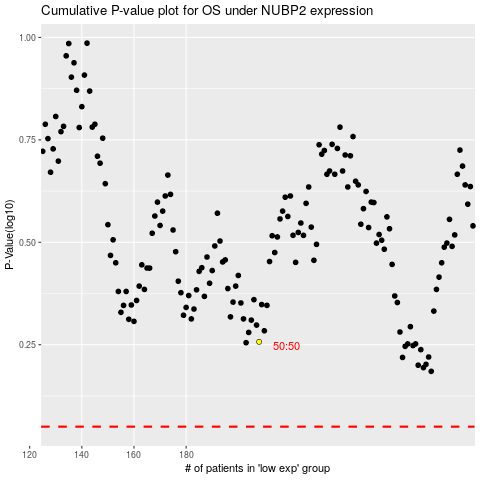 Cumulative P-value plot for OS under NUBP2 expression
1.00
0.75
0.50
0.25
P-Value(log10)
50:50
120 140 160 180
# of patients in 'low exp' group